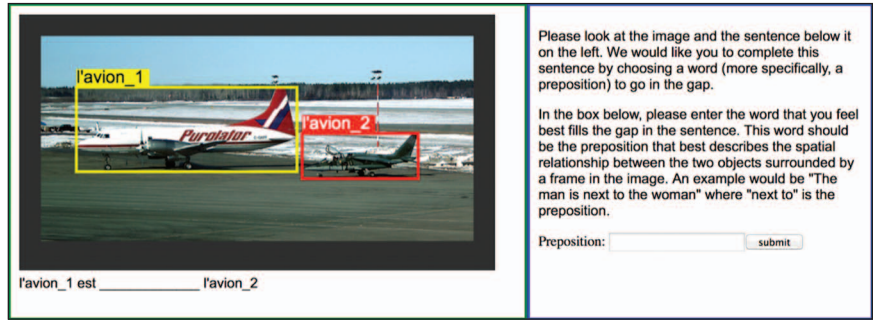 l'avion_1
l'avion_2
Purolator
l'avion_1 est ______________ l'avion_2
Please look at the image and the sentence below it
on the left. We would like you to complete this
sentence by choosing a word (more specifically, a
preposition) to go in the gap.
In the box below, please enter the word that you feel
best fills the gap in the sentence. This word should
be the preposition that best describes the spatial
relationship between the two objects surrounded by
a frame in the image. An example would be "The
man is next to the woman" where "next to" is the
preposition.
Preposition:
submit